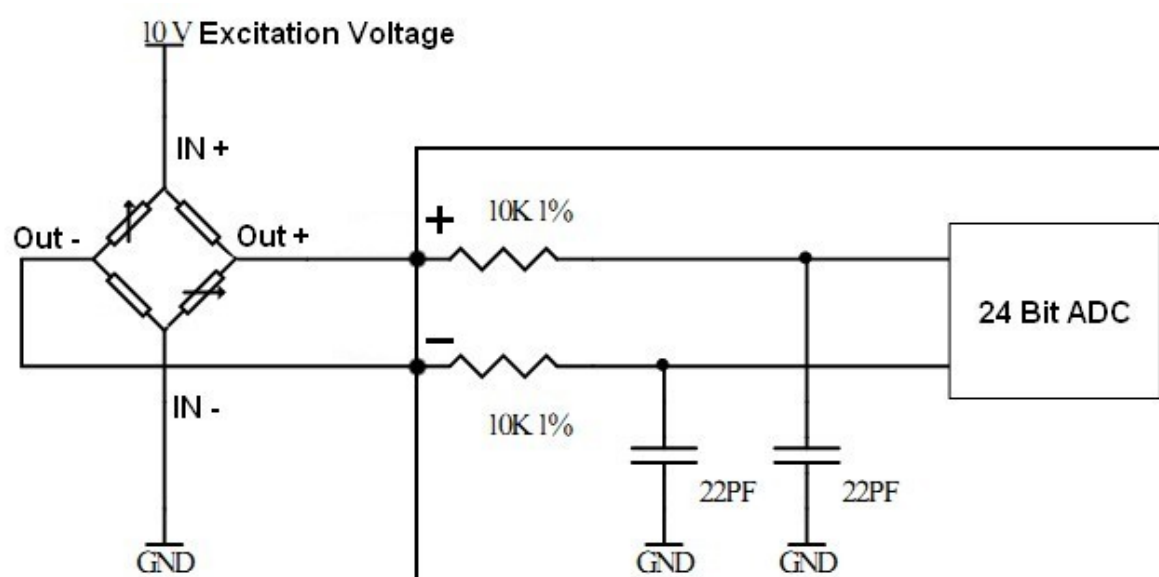 10 V Excitation Voltage
IN +
Out -
Out +
+
10K 1%
24 Bit ADC
−
IN -
10K 1%
22PF
22PF
GND
GND
GND